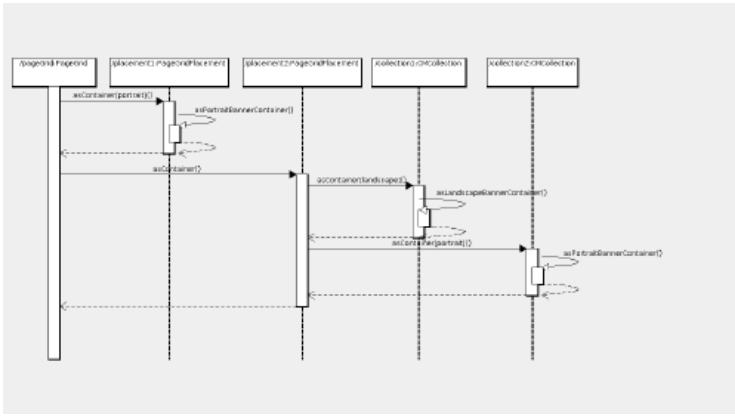 /pageGrid:PageGrid
/placement1:PageGridPlacement
/placement2:PageGridPlacement
/collection1:CMCollection
/collection2:CMCollection
asContainer(portrait)()
asPortraitBannerContainer()
asContainer()
asContainer(landscape)()
asLandscapeBannerContainer()
asContainer(portrait)()
asPortraitBannerContainer()